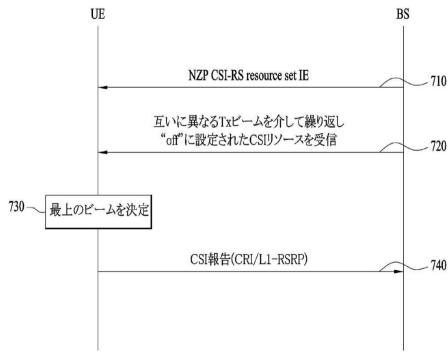 UE
BS
NZP CSI-RS resource set IE
710
互いに異なるTxビームを介して繰り返し
“off”に設定されたCSIリソースを受信
720
730
最上のビームを決定
CSI報告(CRI/L1-RSRP)
740